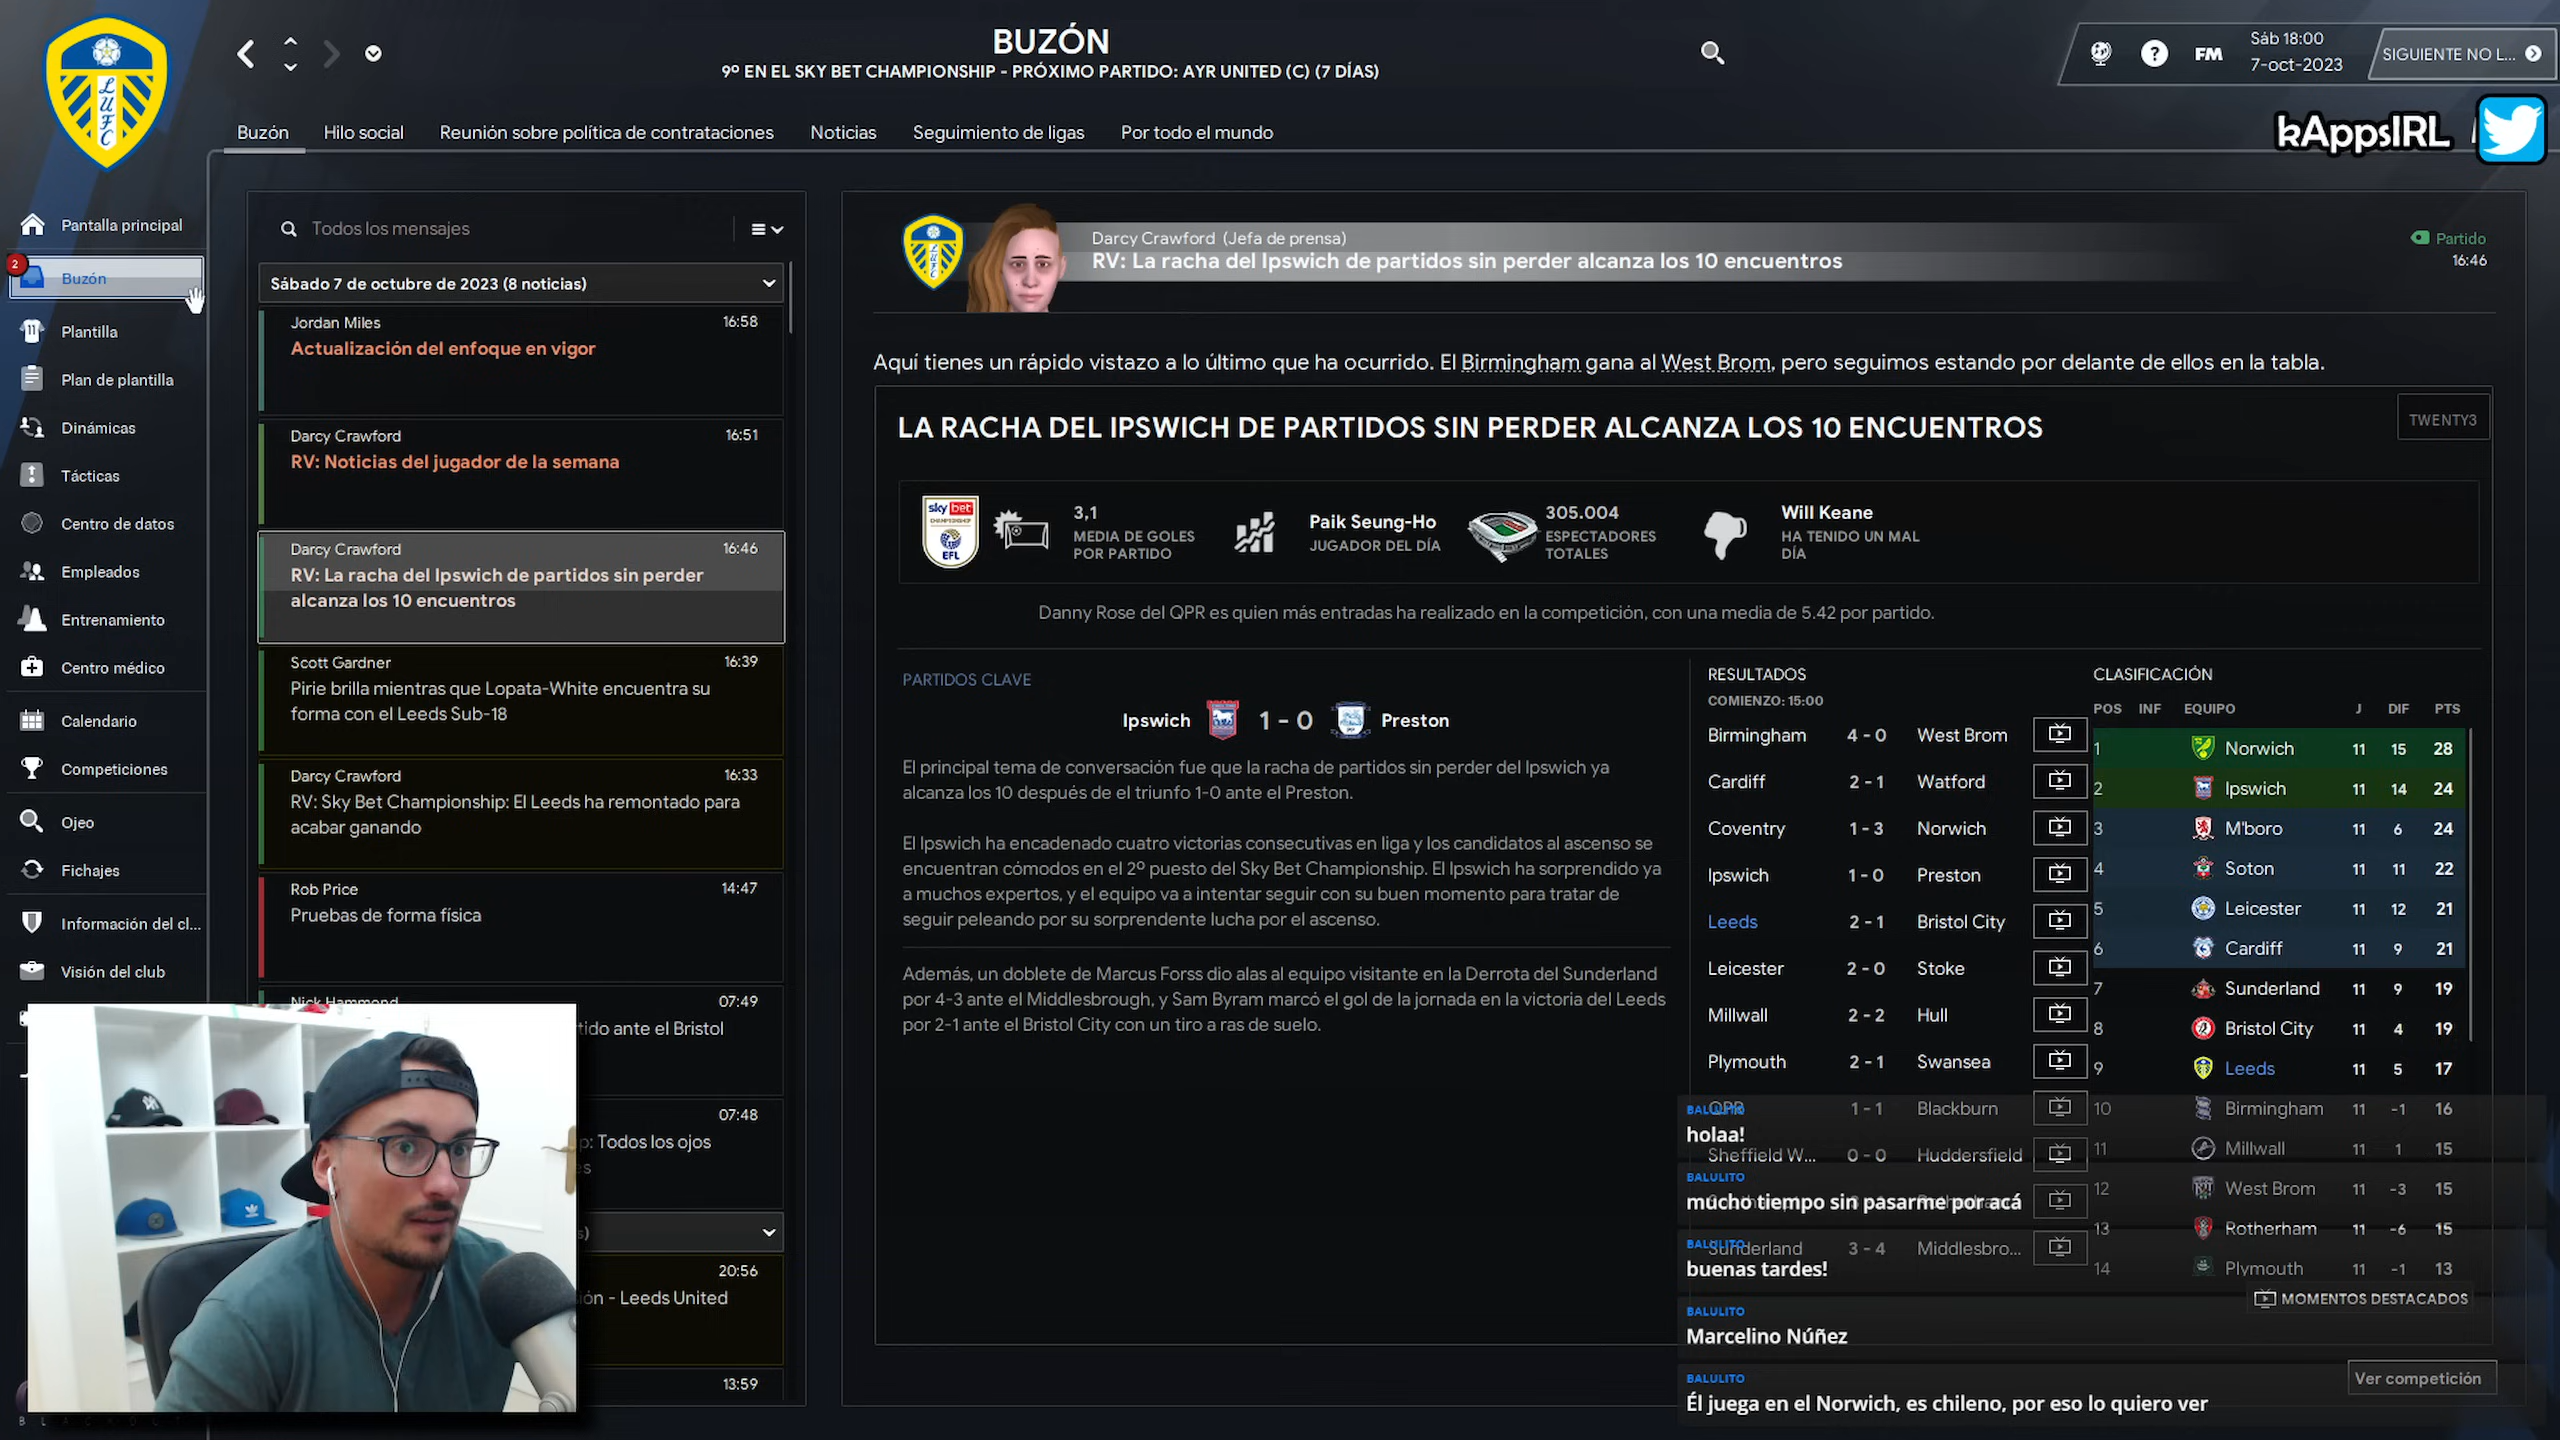 BUZÓN
9º EN EL SKY BET CHAMPIONSHIP - PRÓXIMO PARTIDO: AYR UNITED (C) (7 DÍAS)
FM
Sáb 18:00
7-oct-2023
SIGUIENTE NO L...
kAppsIRL
LUFC
Buzón
Hilo social
Reunión sobre política de contrataciones
Noticias
Seguimiento de ligas
Por todo el mundo
Pantalla principal
2
Buzón
Plantilla
Plan de plantilla
Dinámicas
Tácticas
Centro de datos
Empleados
Entrenamiento
Centro médico
Calendario
Competiciones
Ojeo
Fichajes
Información del cl...
Visión del club
Todos los mensajes
Sábado 7 de octubre de 2023 (8 noticias)
Jordan Miles 16:58
Actualización del enfoque en vigor
Darcy Crawford 16:51
RV: Noticias del jugador de la semana
Darcy Crawford 16:46
RV: La racha del Ipswich de partidos sin perder
alcanza los 10 encuentros
Scott Gardner 16:39
Pirie brilla mientras que Lopata-White encuentra su
forma con el Leeds Sub-18
Darcy Crawford 16:33
RV: Sky Bet Championship: El Leeds ha remontado para
acabar ganando
Rob Price 14:47
Pruebas de forma física
Nick Hammond 07:49
tido ante el Bristol
07:48
p: Todos los ojos
es
s)
20:56
ión - Leeds United
13:59
Darcy Crawford (Jefa de prensa)
RV: La racha del Ipswich de partidos sin perder alcanza los 10 encuentros
Partido
16:46
Aquí tienes un rápido vistazo a lo último que ha ocurrido. El Birmingham gana al West Brom, pero seguimos estando por delante de ellos en la tabla.
LA RACHA DEL IPSWICH DE PARTIDOS SIN PERDER ALCANZA LOS 10 ENCUENTROS
TWENTY3
sky bet
CHAMPIONSHIP
EFL
3,1
MEDIA DE GOLES
POR PARTIDO
Paik Seung-Ho
JUGADOR DEL DÍA
305.004
ESPECTADORES
TOTALES
Will Keane
HA TENIDO UN MAL
DÍA
Danny Rose del QPR es quien más entradas ha realizado en la competición, con una media de 5.42 por partido.
PARTIDOS CLAVE
Ipswich 1 - 0 Preston
El principal tema de conversación fue que la racha de partidos sin perder del Ipswich ya
alcanza los 10 después de el triunfo 1-0 ante el Preston.
El Ipswich ha encadenado cuatro victorias consecutivas en liga y los candidatos al ascenso se
encuentran cómodos en el 2º puesto del Sky Bet Championship. El Ipswich ha sorprendido ya
a muchos expertos, y el equipo va a intentar seguir con su buen momento para tratar de
seguir peleando por su sorprendente lucha por el ascenso.
Además, un doblete de Marcus Forss dio alas al equipo visitante en la Derrota del Sunderland
por 4-3 ante el Middlesbrough, y Sam Byram marcó el gol de la jornada en la victoria del Leeds
por 2-1 ante el Bristol City con un tiro a ras de suelo.
RESULTADOS
COMIENZO: 15:00
Birmingham 4 - 0 West Brom
Cardiff 2 - 1 Watford
Coventry 1 - 3 Norwich
Ipswich 1 - 0 Preston
Leeds 2 - 1 Bristol City
Leicester 2 - 0 Stoke
Millwall 2 - 2 Hull
Plymouth 2 - 1 Swansea
QPR 1 - 1 Blackburn
Sheffield W... 0 - 0 Huddersfield
Sunderland 3 - 4 Middlesbro...
CLASIFICACIÓN
POS INF EQUIPO J DIF PTS
1 Norwich 11 15 28
2 Ipswich 11 14 24
3 M'boro 11 6 24
4 Soton 11 11 22
5 Leicester 11 12 21
6 Cardiff 11 9 21
7 Sunderland 11 9 19
8 Bristol City 11 4 19
9 Leeds 11 5 17
10 Birmingham 11 -1 16
11 Millwall 11 1 15
12 West Brom 11 -3 15
13 Rotherham 11 -6 15
14 Plymouth 11 -1 13
MOMENTOS DESTACADOS
Ver competición
BALULITO
holaa!
BALULITO
mucho tiempo sin pasarme por acá
BALULITO
buenas tardes!
BALULITO
Marcelino Núñez
BALULITO
Él juega en el Norwich, es chileno, por eso lo quiero ver